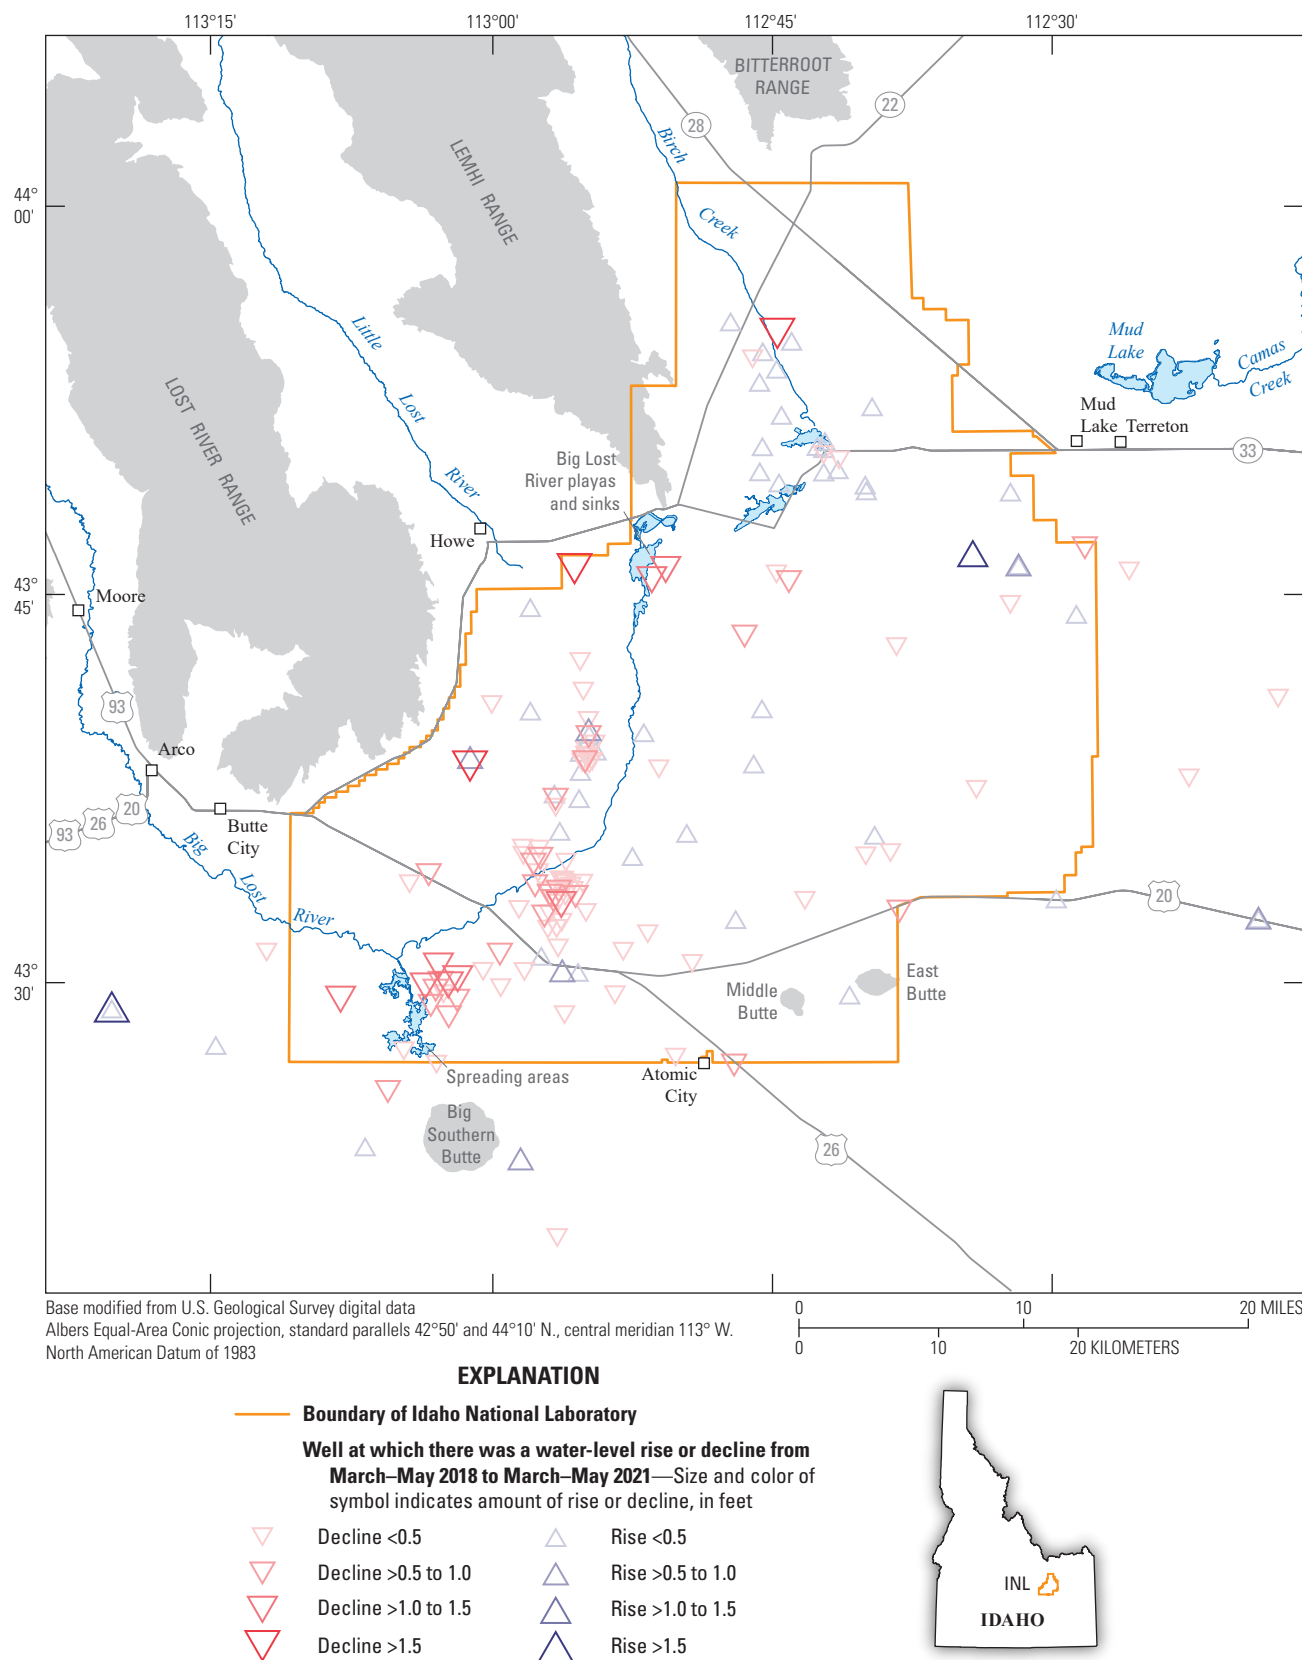 113°15'
113°00'
112°45'
112°30'
BITTERROOT
RANGE
22
28
Birch
LEMHI RANGE
44°
00'
Creek
Little
Mud
Lake
Camas
Creek
LOST RIVER RANGE
Lost
Mud
Lake
Terreton
33
Big Lost
River playas
and sinks
River
Howe
43°
45'
Moore
93
Arco
20
26
93
Butte
City
Big
Lost
River
20
43°
30'
East
Butte
Middle
Butte
Spreading areas
Atomic
City
Big
Southern
Butte
26
Base modified from U.S. Geological Survey digital data
Albers Equal-Area Conic projection, standard parallels 42°50' and 44°10' N., central meridian 113° W.
North American Datum of 1983
0 10 20 MILES
0 10 20 KILOMETERS
EXPLANATION
Boundary of Idaho National Laboratory
Well at which there was a water-level rise or decline from
March–May 2018 to March–May 2021—Size and color of
symbol indicates amount of rise or decline, in feet
Decline <0.5
Rise <0.5
Decline >0.5 to 1.0
Rise >0.5 to 1.0
Decline >1.0 to 1.5
Rise >1.0 to 1.5
Decline >1.5
Rise >1.5
INL
IDAHO